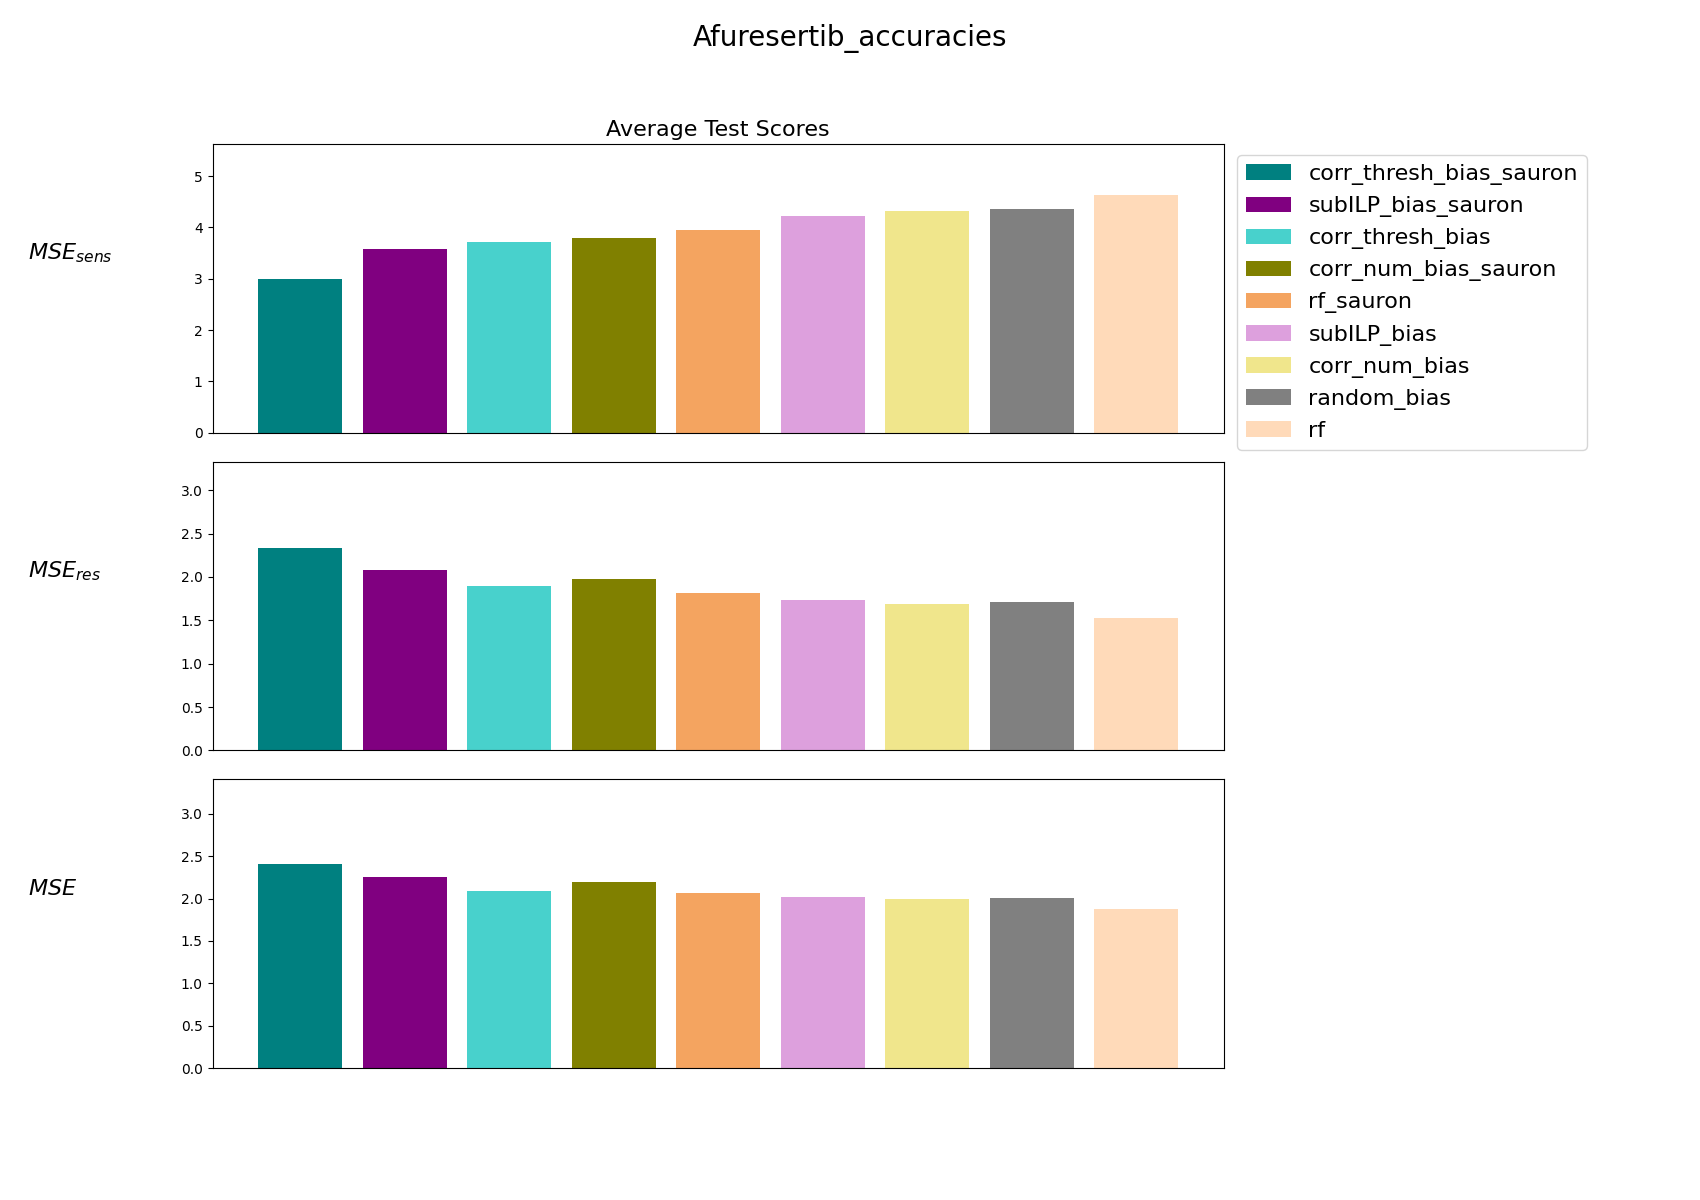 Afuresertib_accuracies
Average Test Scores
MSE_sens
5
4
3
2
1
0
corr_thresh_bias_sauron
subILP_bias_sauron
corr_thresh_bias
corr_num_bias_sauron
rf_sauron
subILP_bias
corr_num_bias
random_bias
rf
MSE_res
3.0
2.5
2.0
1.5
1.0
0.5
0.0
MSE
3.0
2.5
2.0
1.5
1.0
0.5
0.0